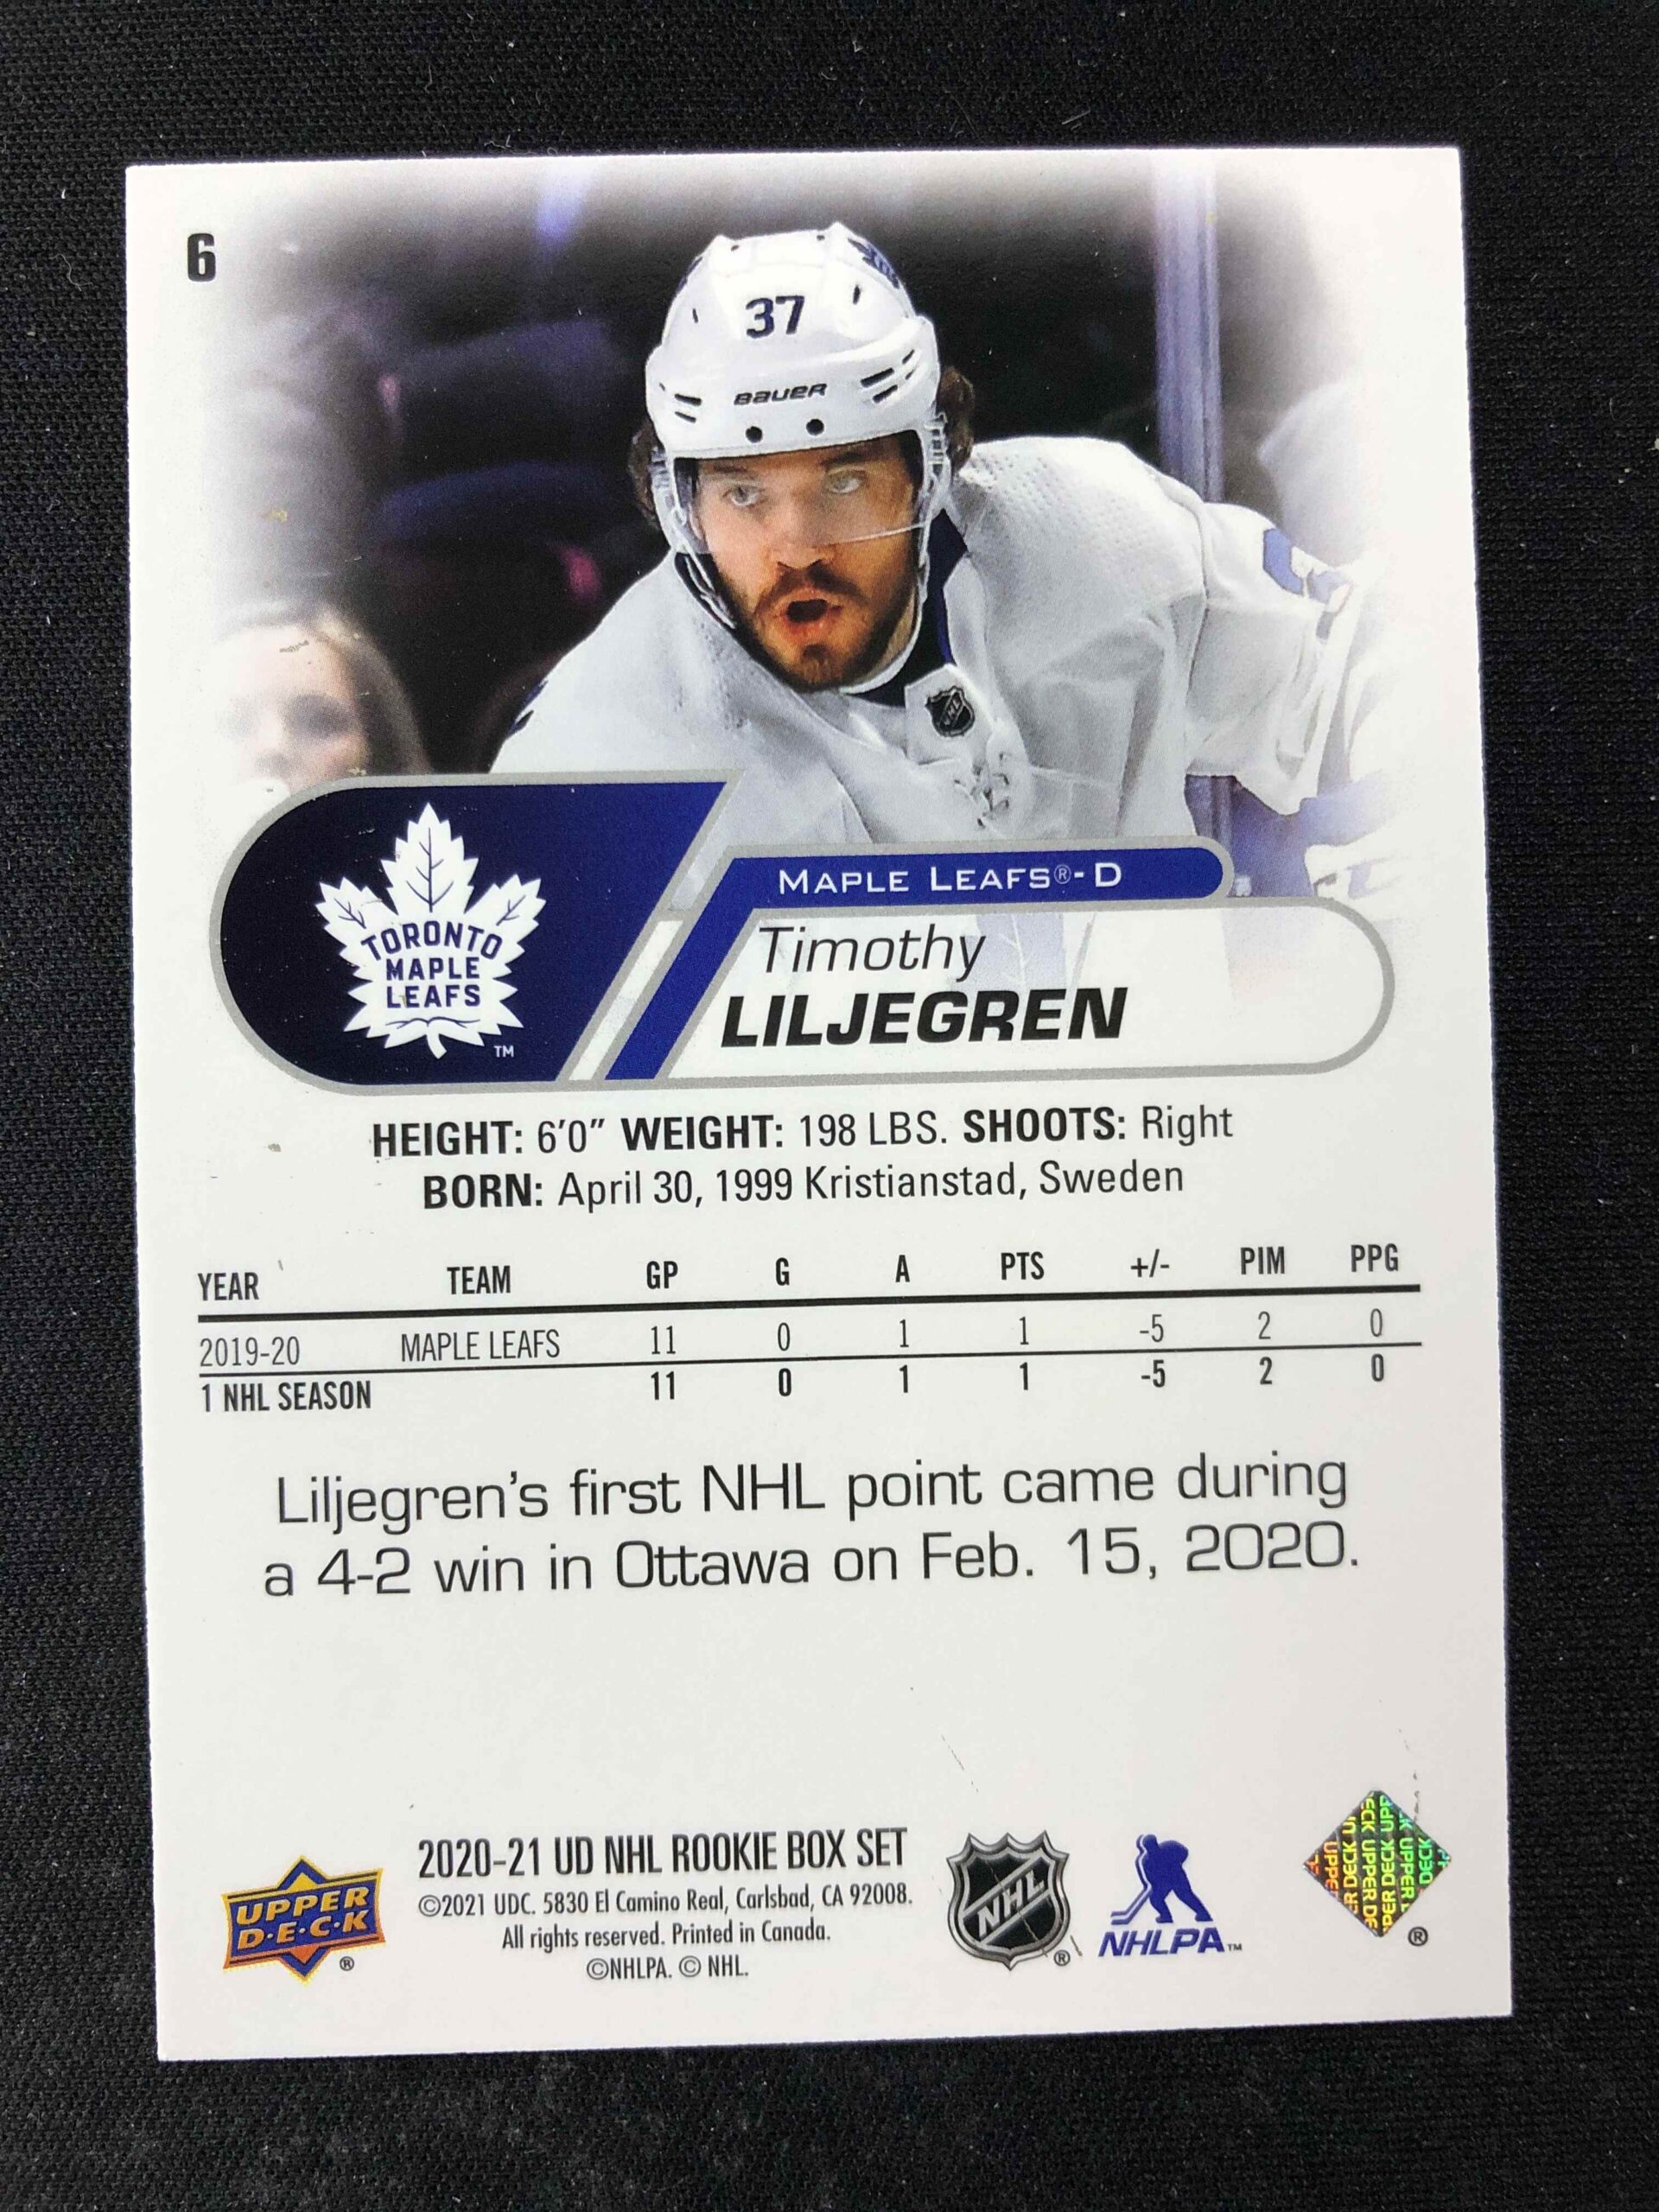 6
37
BAUER
NHL
TORONTO
MAPLE
LEAFS
TM
MAPLE LEAFS®- D
Timothy
LILJEGREN
HEIGHT: 6'0" WEIGHT: 198 LBS. SHOOTS: Right
BORN: April 30, 1999 Kristianstad, Sweden
YEAR TEAM GP G A PTS +/- PIM PPG
2019-20 MAPLE LEAFS 11 0 1 1 -5 2 0
1 NHL SEASON 11 0 1 1 -5 2 0
Liljegren's first NHL point came during
a 4-2 win in Ottawa on Feb. 15, 2020.
UPPER
D·E·C·K
®
2020-21 UD NHL ROOKIE BOX SET
©2021 UDC. 5830 El Camino Real, Carlsbad, CA 92008.
All rights reserved. Printed in Canada.
©NHLPA. © NHL.
NHL
®
NHLPA™
UPPER DECK
®